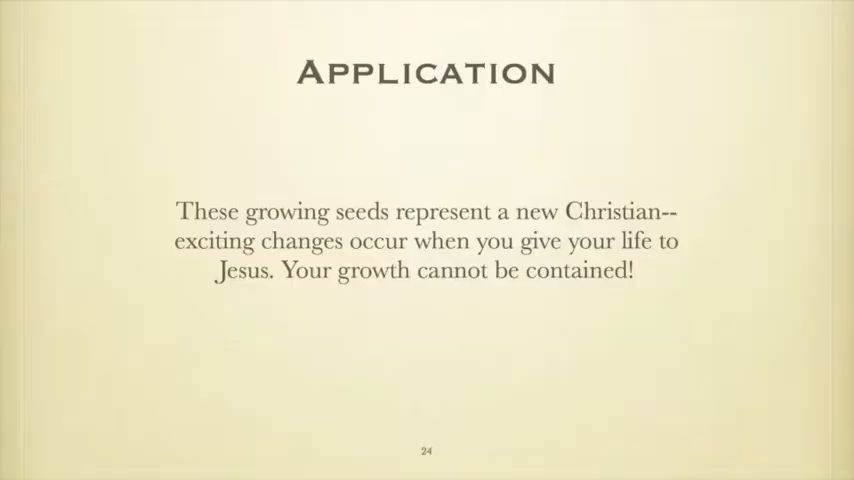 APPLICATION
These growing seeds represent a new Christian--
exciting changes occur when you give your life to
Jesus. Your growth cannot be contained!
24